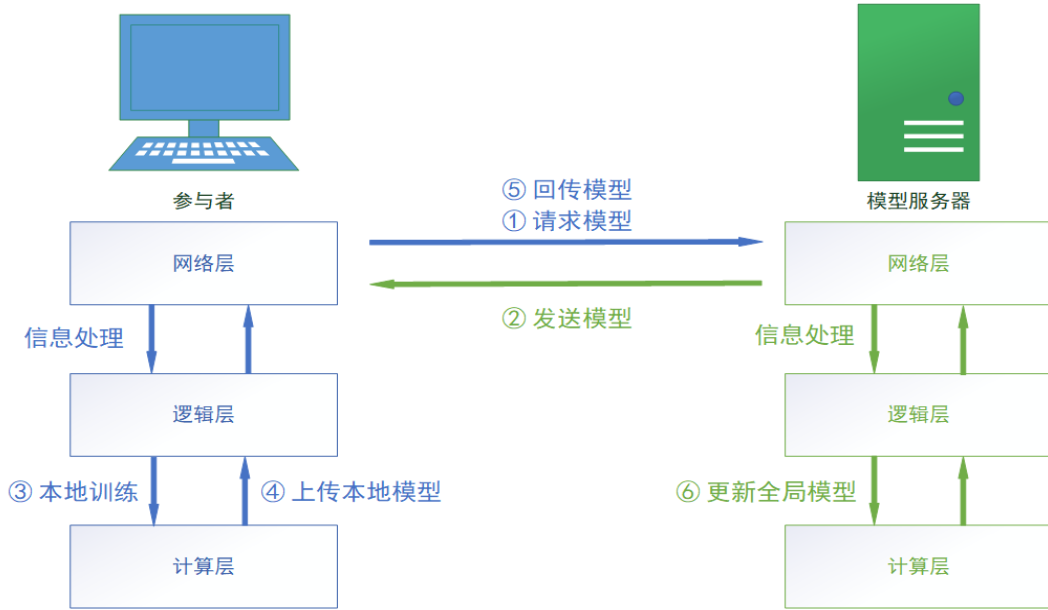 参与者
模型服务器
⑤ 回传模型
① 请求模型
网络层
网络层
② 发送模型
信息处理
信息处理
逻辑层
逻辑层
③ 本地训练
④ 上传本地模型
⑥ 更新全局模型
计算层
计算层